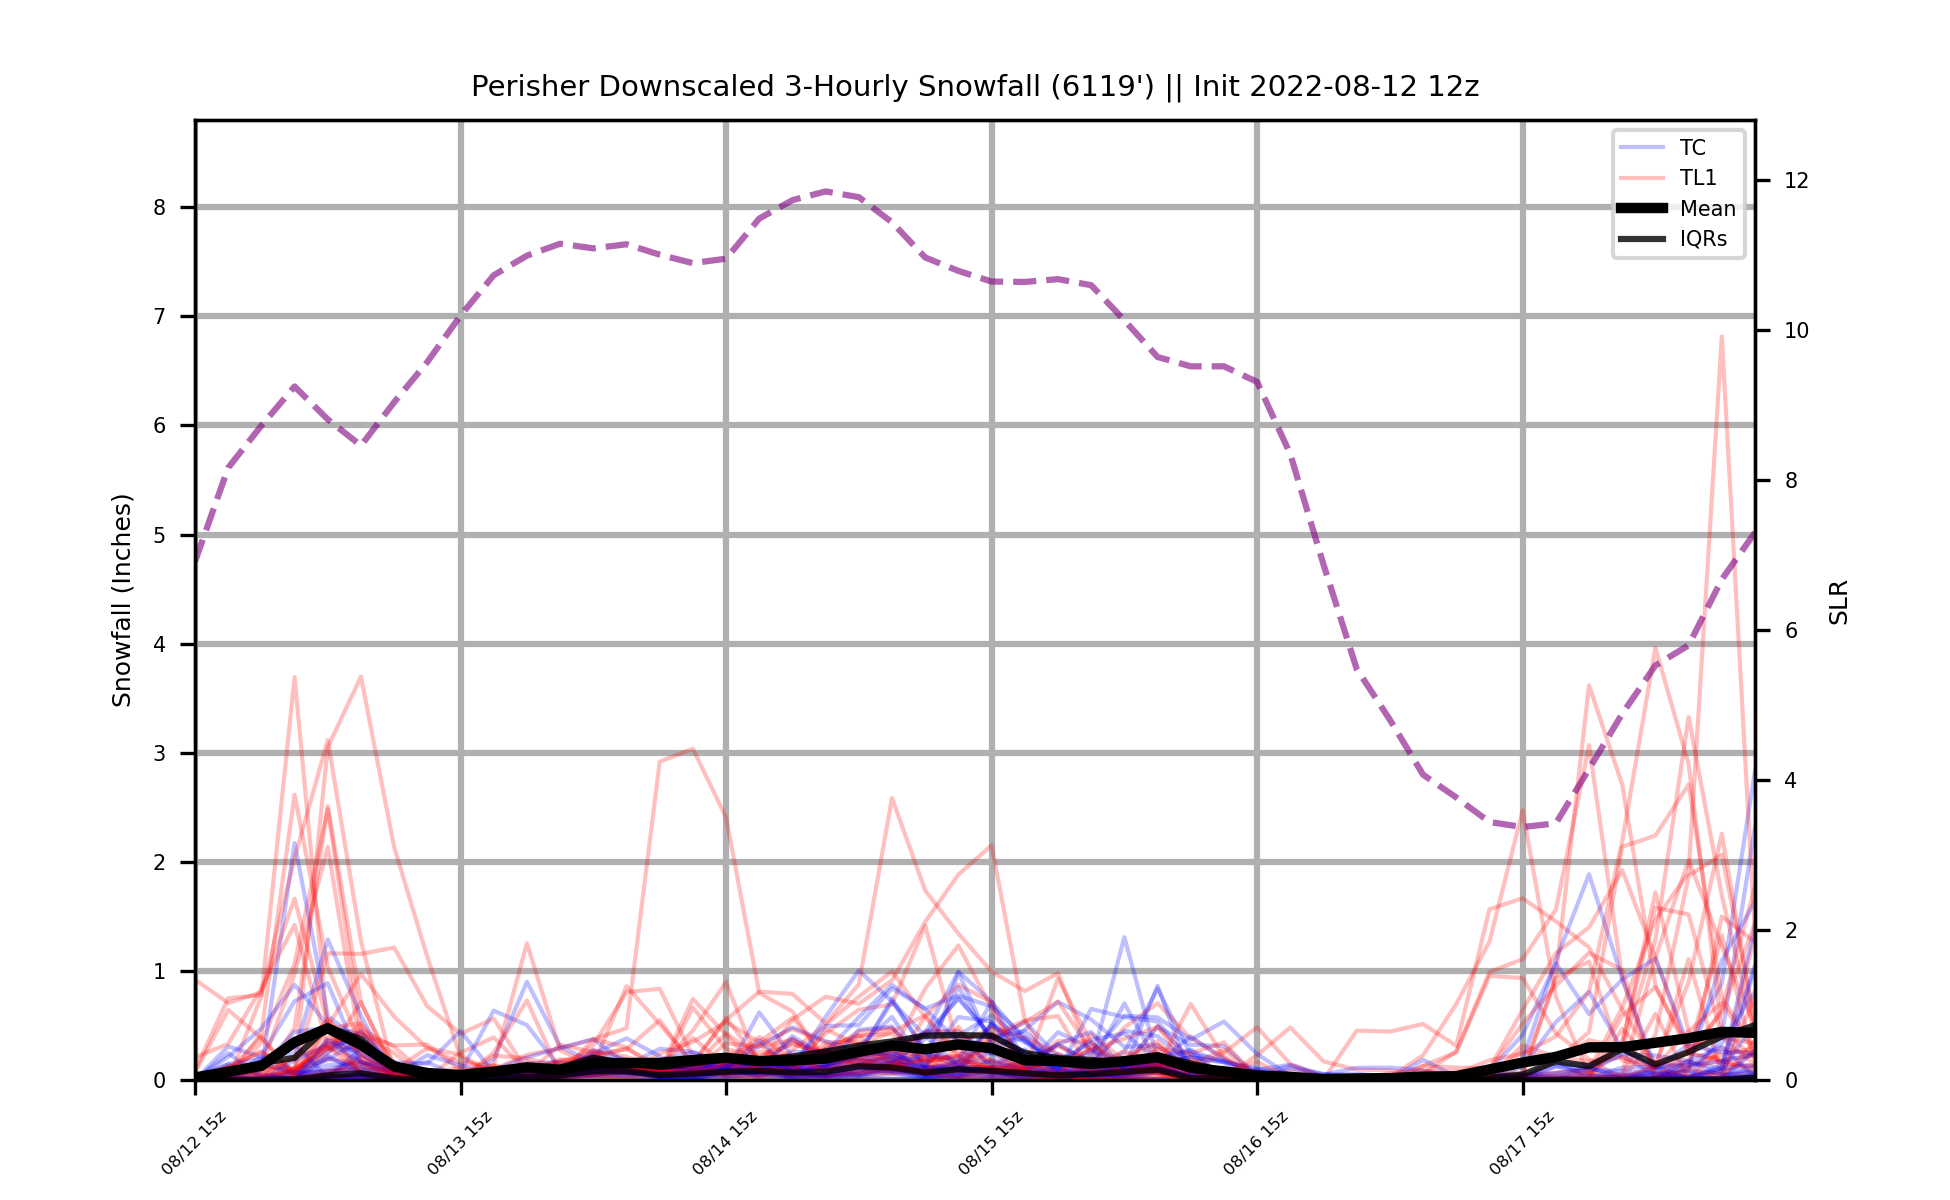 Perisher Downscaled 3-Hourly Snowfall (6119') || Init 2022-08-12 12z
TC
TL1
Mean
IQRs
Snowfall (Inches)
8
7
6
5
4
3
2
1
0
12
10
8
6
4
2
0
SLR
08/12 15z
08/13 15z
08/14 15z
08/15 15z
08/16 15z
08/17 15z